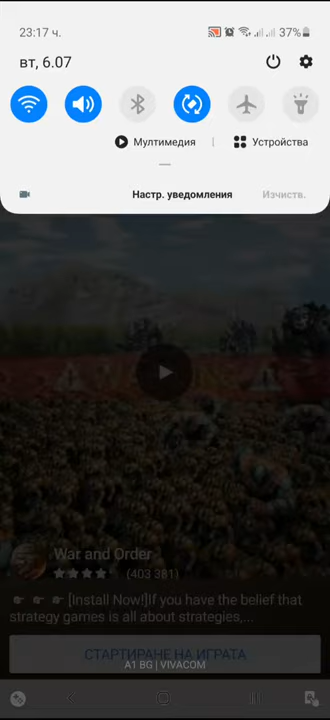 23:17 ч.
37%
вт, 6.07
Мултимедия
Устройства
Настр. уведомления
Изчиств.
War and Order
(403 381)
[Install Now!]If you have the belief that
strategy games is all about strategies,...
СТАРТИРАНЕ НА ИГРАТА
A1 BG | VIVACOM